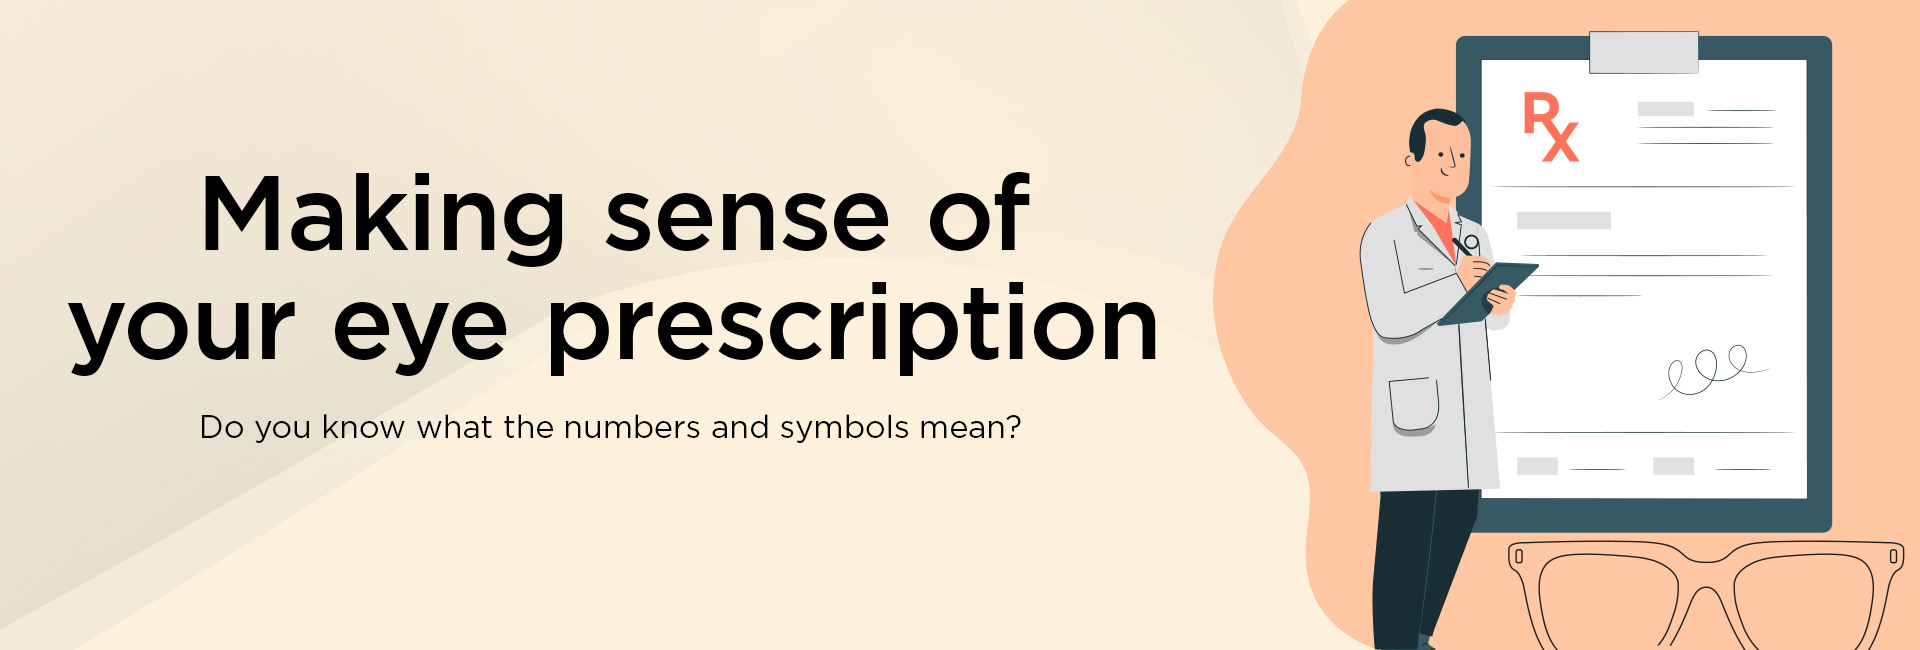 Making sense of
your eye prescription
Do you know what the numbers and symbols mean?
Rx